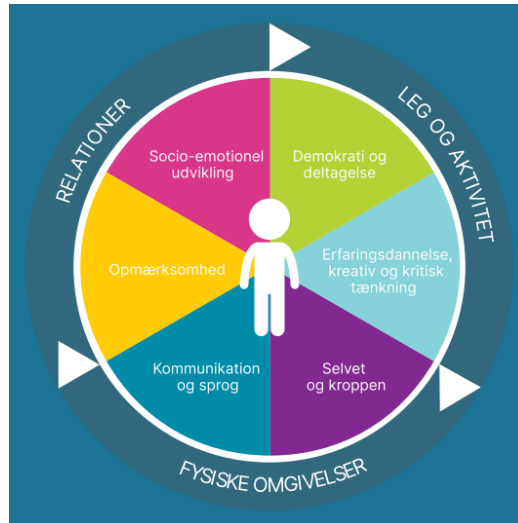 RELATIONER
LEG OG AKTIVITET
Socio-emotionel
udvikling
Demokrati og
deltagelse
Opmærksomhed
Erfaringsdannelse,
kreativ og kritisk
tænkning
Kommunikation
og sprog
Selvet
og kroppen
FYSISKE OMGIVELSER